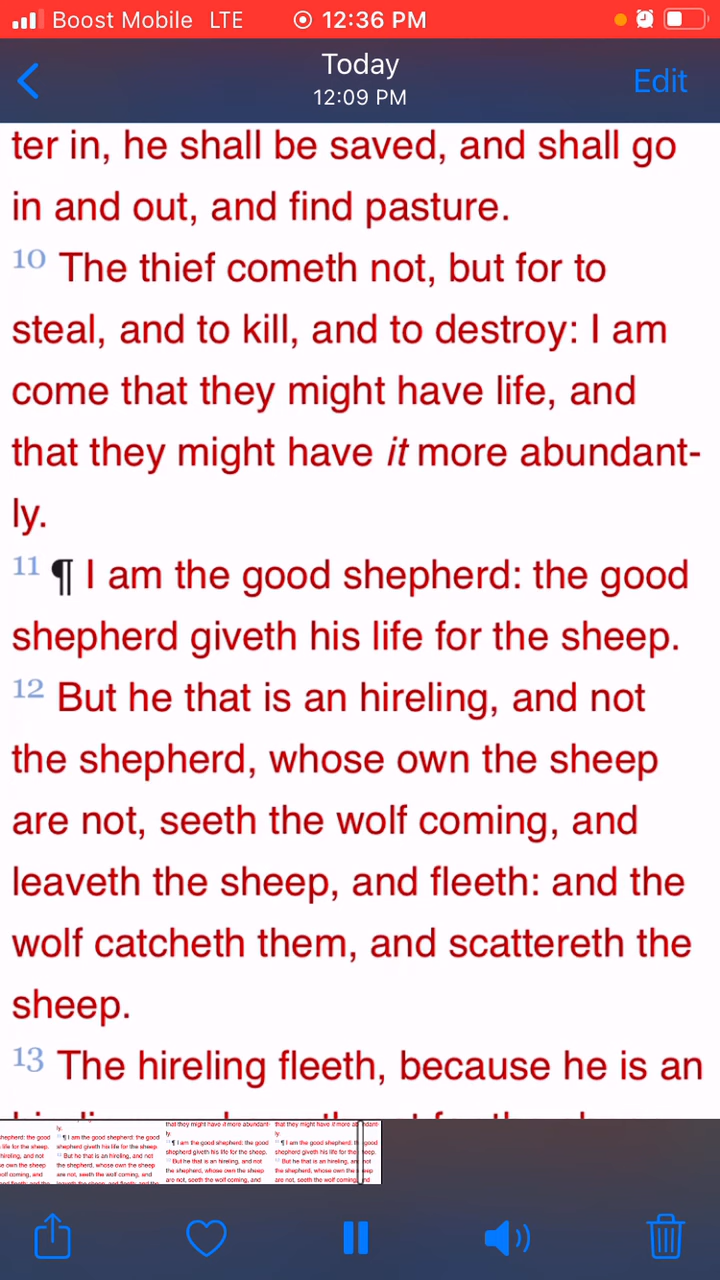 Boost Mobile LTE 12:36 PM
Today
12:09 PM
Edit
ter in, he shall be saved, and shall go
in and out, and find pasture.
10 The thief cometh not, but for to
steal, and to kill, and to destroy: I am
come that they might have life, and
that they might have it more abundant-
ly.
11 ¶ I am the good shepherd: the good
shepherd giveth his life for the sheep.
12 But he that is an hireling, and not
the shepherd, whose own the sheep
are not, seeth the wolf coming, and
leaveth the sheep, and fleeth: and the
wolf catcheth them, and scattereth the
sheep.
13 The hireling fleeth, because he is an